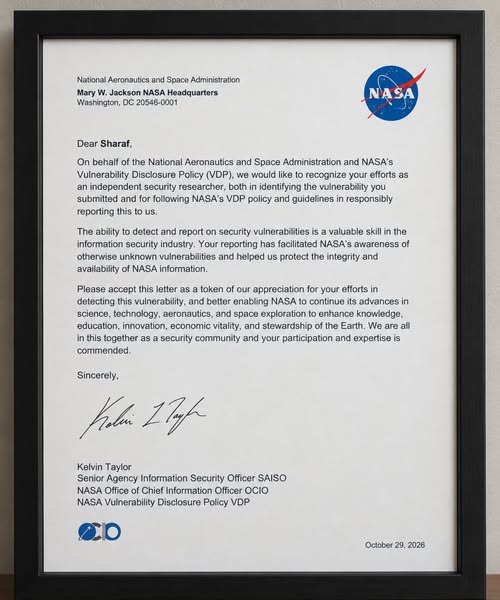 National Aeronautics and Space Administration
Mary W. Jackson NASA Headquarters
Washington, DC 20546-0001
NASA
Dear Sharaf,
On behalf of the National Aeronautics and Space Administration and NASA's
Vulnerability Disclosure Policy (VDP), we would like to recognize your efforts as
an independent security researcher, both in identifying the vulnerability you
submitted and for following NASA's VDP policy and guidelines in responsibly
reporting this to us.
The ability to detect and report on security vulnerabilities is a valuable skill in the
information security industry. Your reporting has facilitated NASA's awareness of
otherwise unknown vulnerabilities and helped us protect the integrity and
availability of NASA information.
Please accept this letter as a token of our appreciation for your efforts in
detecting this vulnerability, and better enabling NASA to continue its advances in
science, technology, aeronautics, and space exploration to enhance knowledge,
education, innovation, economic vitality, and stewardship of the Earth. We are all
in this together as a security community and your participation and expertise is
commended.
Sincerely,
Kelvin L Taylor
Kelvin Taylor
Senior Agency Information Security Officer SAISO
NASA Office of Chief Information Officer OCIO
NASA Vulnerability Disclosure Policy VDP
OCIO
October 29, 2026